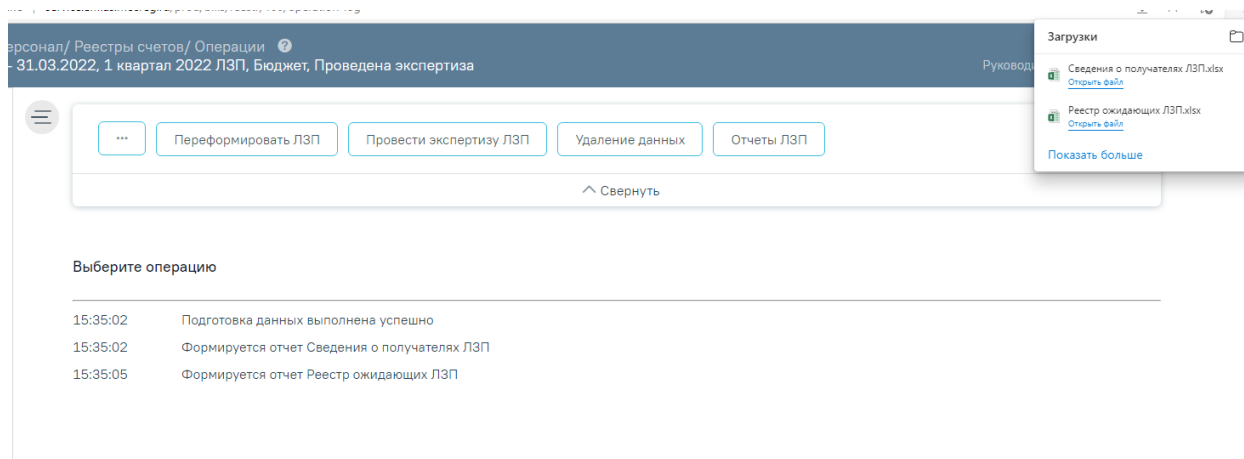 Персонал/ Реестры счетов/ Операции ?
- 31.03.2022, 1 квартал 2022 ЛЗП, Бюджет, Проведена экспертиза
Загрузки
Сведения о получателях ЛЗП.xlsx
Открыть файл
Реестр ожидающих ЛЗП.xlsx
Открыть файл
Показать больше
... Переформировать ЛЗП Провести экспертизу ЛЗП Удаление данных Отчеты ЛЗП
Свернуть
Выберите операцию
15:35:02 Подготовка данных выполнена успешно
15:35:02 Формируется отчет Сведения о получателях ЛЗП
15:35:05 Формируется отчет Реестр ожидающих ЛЗП